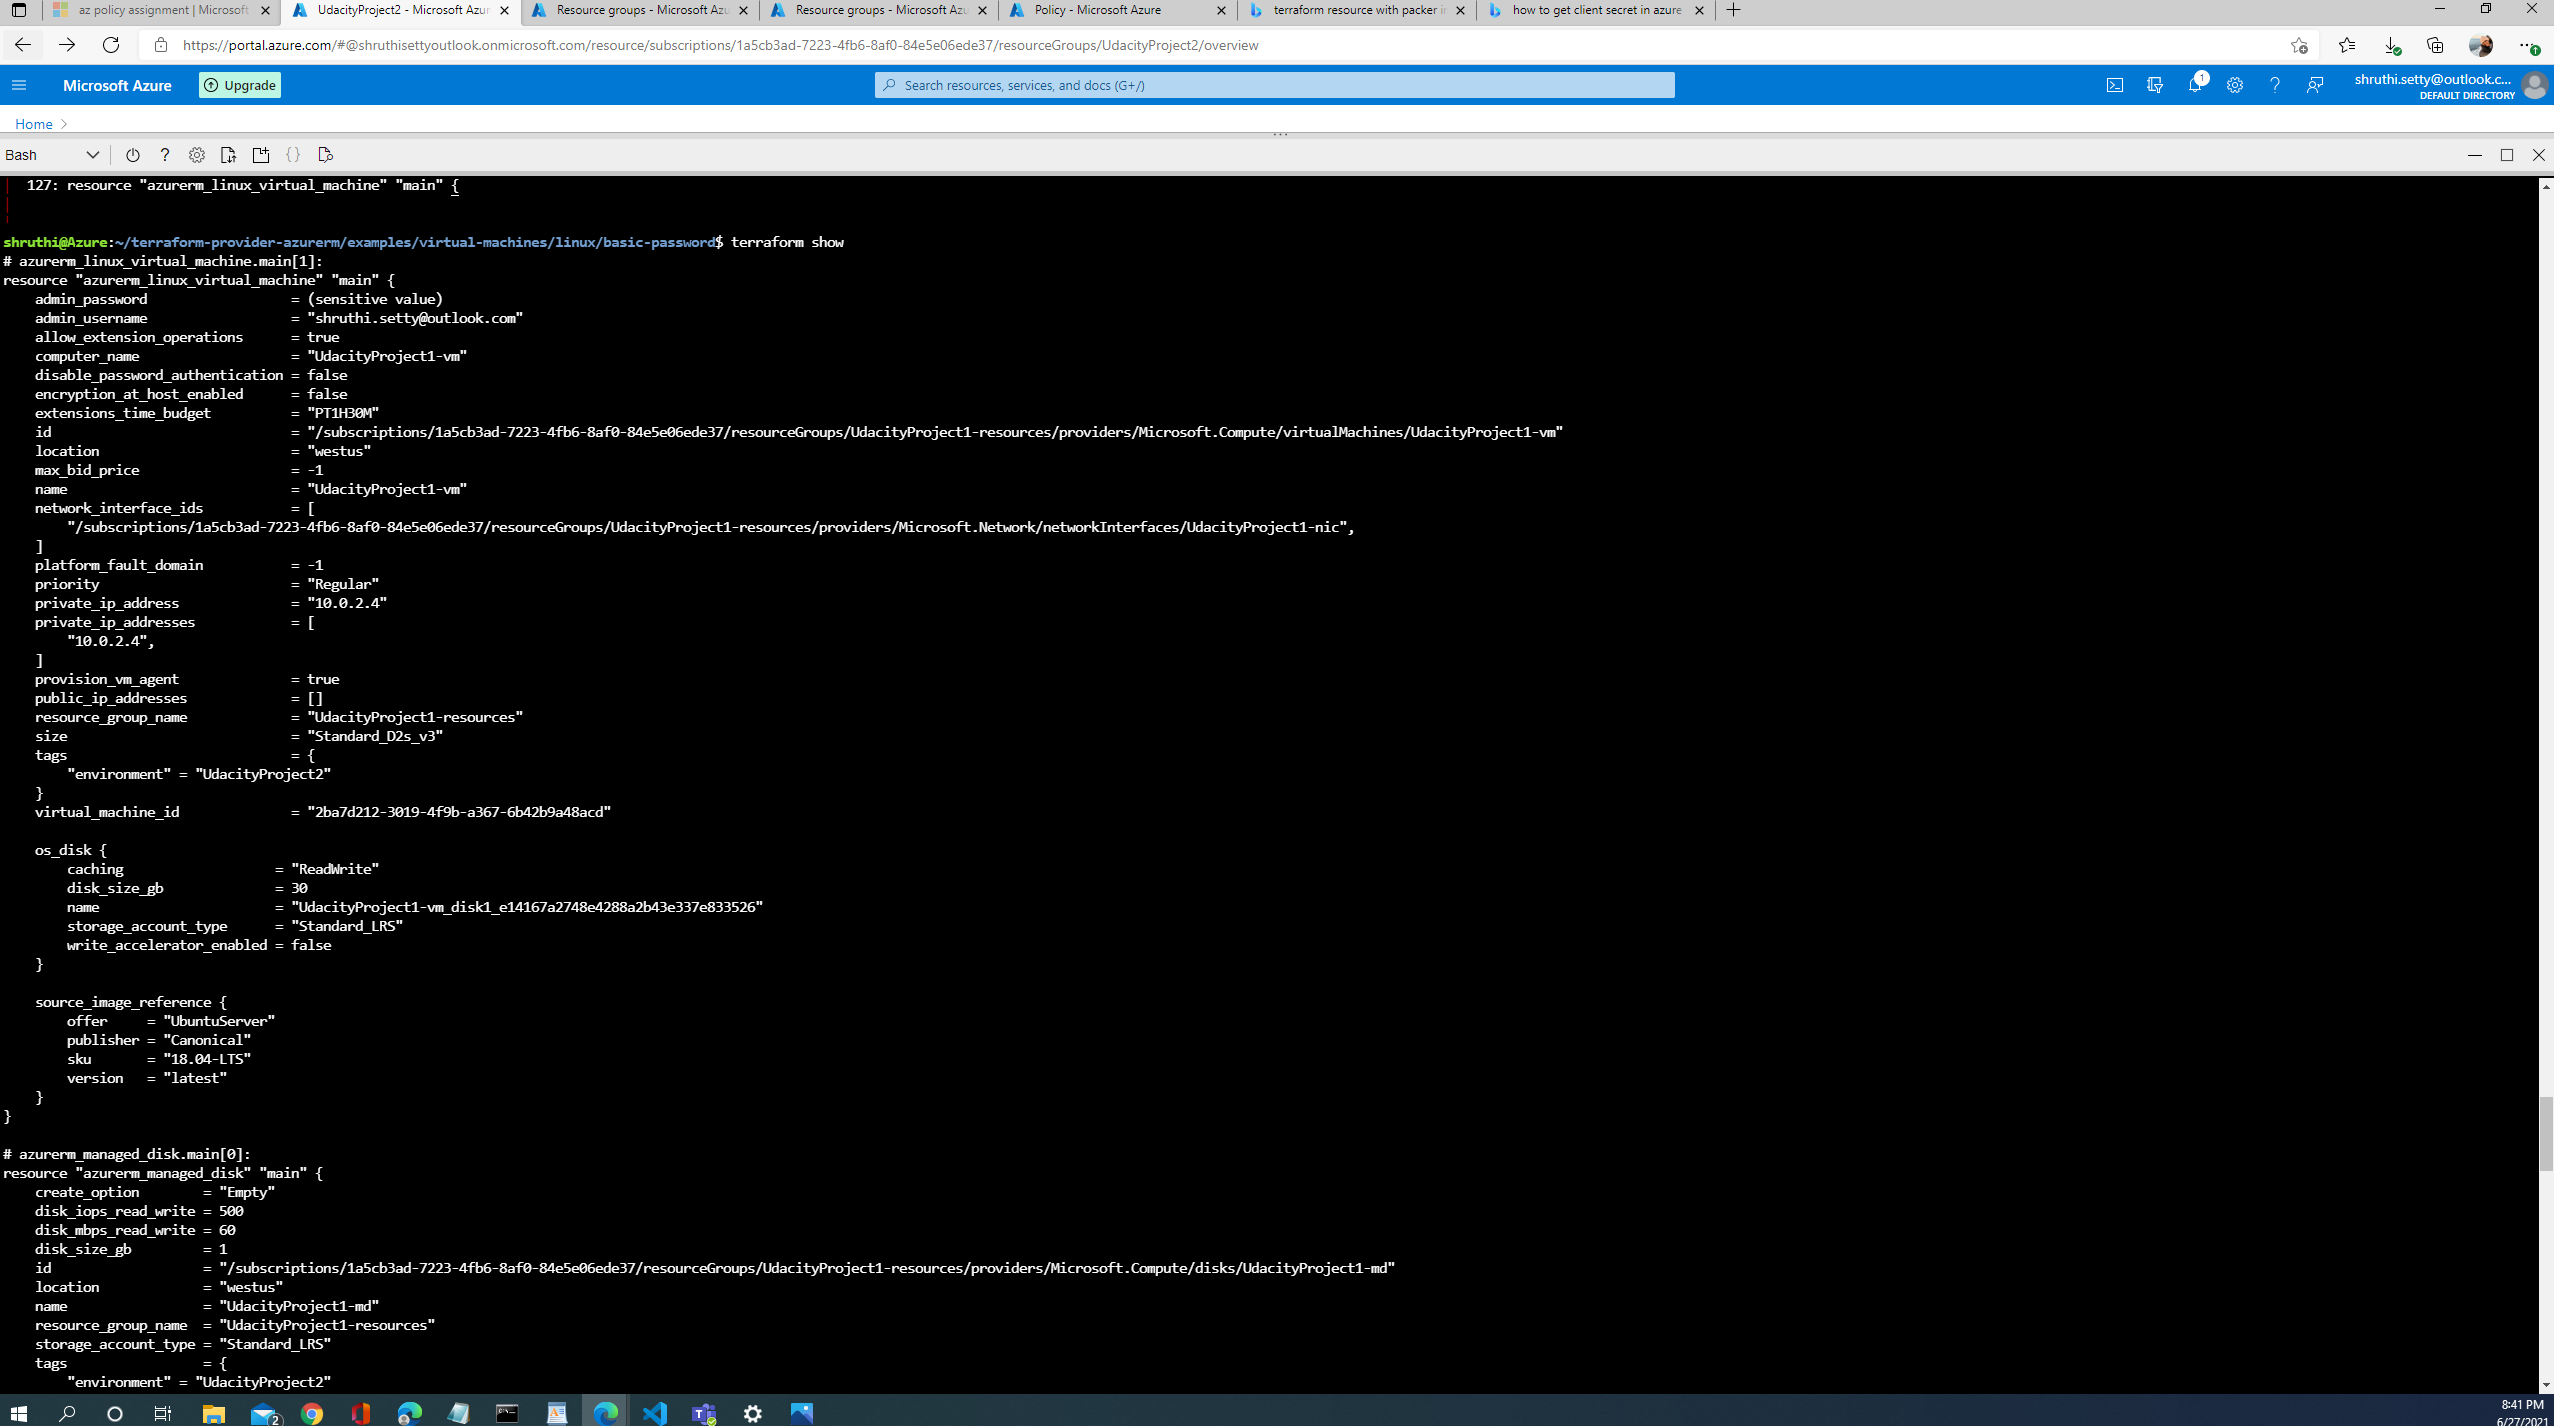 az policy assignment | Microsoft
UdacityProject2 - Microsoft Azur
Resource groups - Microsoft Azu
Resource groups - Microsoft Azu
Policy - Microsoft Azure
terraform resource with packer i
how to get client secret in azure
https://portal.azure.com/#@shruthisettyoutlook.onmicrosoft.com/resource/subscriptions/1a5cb3ad-7223-4fb6-8af0-84e5e06ede37/resourceGroups/UdacityProject2/overview
Microsoft Azure
Upgrade
Search resources, services, and docs (G+/)
1
shruthi.setty@outlook.c...
DEFAULT DIRECTORY
Home >
Bash
127: resource "azurerm_linux_virtual_machine" "main" {
shruthi@Azure:~/terraform-provider-azurerm/examples/virtual-machines/linux/basic-password$ terraform show
# azurerm_linux_virtual_machine.main[1]:
resource "azurerm_linux_virtual_machine" "main" {
admin_password = (sensitive value)
admin_username = "shruthi.setty@outlook.com"
allow_extension_operations = true
computer_name = "UdacityProject1-vm"
disable_password_authentication = false
encryption_at_host_enabled = false
extensions_time_budget = "PT1H30M"
id = "/subscriptions/1a5cb3ad-7223-4fb6-8af0-84e5e06ede37/resourceGroups/UdacityProject1-resources/providers/Microsoft.Compute/virtualMachines/UdacityProject1-vm"
location = "westus"
max_bid_price = -1
name = "UdacityProject1-vm"
network_interface_ids = [
"/subscriptions/1a5cb3ad-7223-4fb6-8af0-84e5e06ede37/resourceGroups/UdacityProject1-resources/providers/Microsoft.Network/networkInterfaces/UdacityProject1-nic",
]
platform_fault_domain = -1
priority = "Regular"
private_ip_address = "10.0.2.4"
private_ip_addresses = [
"10.0.2.4",
]
provision_vm_agent = true
public_ip_addresses = []
resource_group_name = "UdacityProject1-resources"
size = "Standard_D2s_v3"
tags = {
"environment" = "UdacityProject2"
}
virtual_machine_id = "2ba7d212-3019-4f9b-a367-6b42b9a48acd"
os_disk {
caching = "ReadWrite"
disk_size_gb = 30
name = "UdacityProject1-vm_disk1_e14167a2748e4288a2b43e337e833526"
storage_account_type = "Standard_LRS"
write_accelerator_enabled = false
}
source_image_reference {
offer = "UbuntuServer"
publisher = "Canonical"
sku = "18.04-LTS"
version = "latest"
}
}
# azurerm_managed_disk.main[0]:
resource "azurerm_managed_disk" "main" {
create_option = "Empty"
disk_iops_read_write = 500
disk_mbps_read_write = 60
disk_size_gb = 1
id = "/subscriptions/1a5cb3ad-7223-4fb6-8af0-84e5e06ede37/resourceGroups/UdacityProject1-resources/providers/Microsoft.Compute/disks/UdacityProject1-md"
location = "westus"
name = "UdacityProject1-md"
resource_group_name = "UdacityProject1-resources"
storage_account_type = "Standard_LRS"
tags = {
"environment" = "UdacityProject2"
2
8:41 PM
6/27/2021